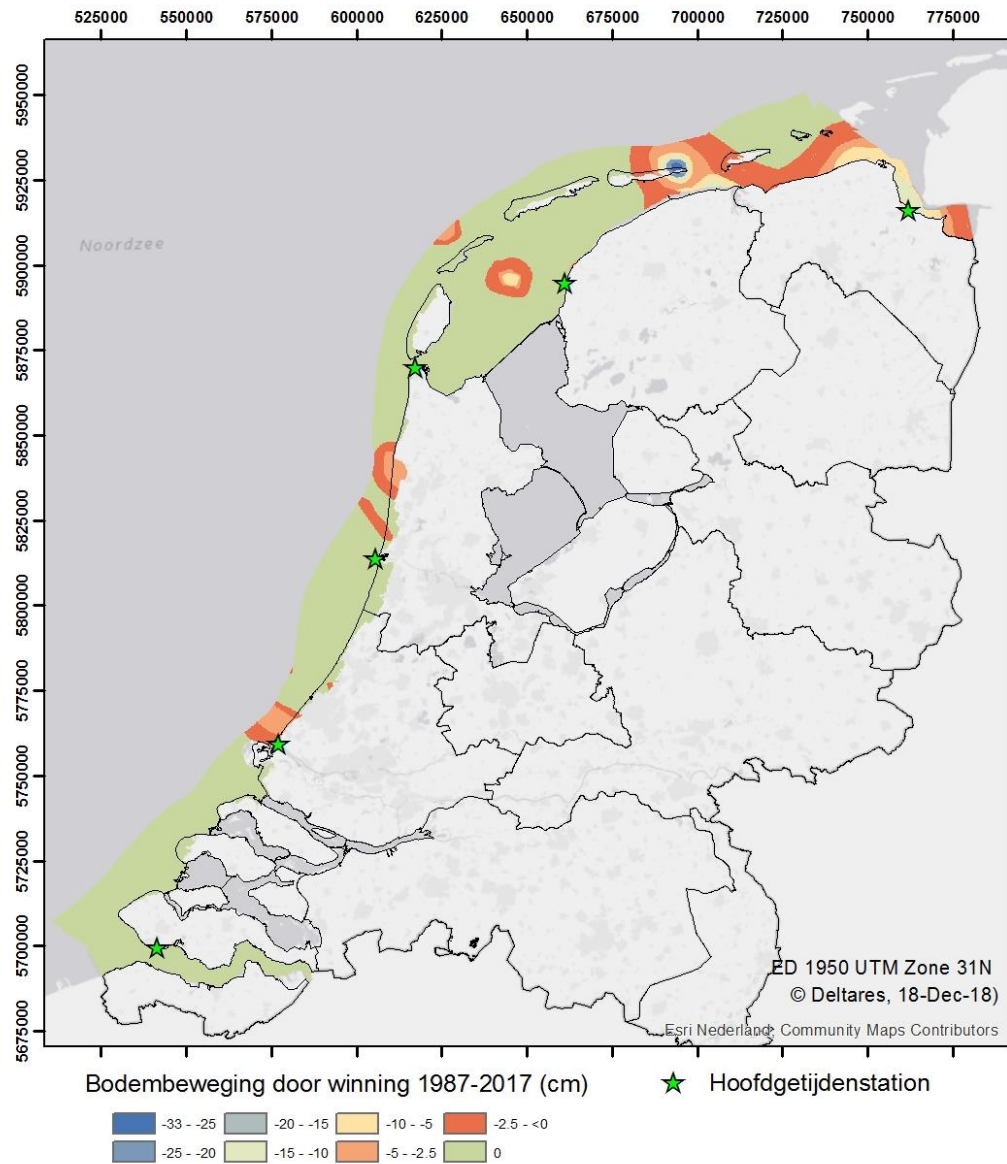 525000 550000 575000 600000 625000 650000 675000 700000 725000 750000 775000
5950000
5925000
5900000
5875000
5850000
5825000
5800000
5775000
5750000
5725000
5700000
5675000
Noordzee
ED 1950 UTM Zone 31N
© Deltares, 18-Dec-18)
Esri Nederland, Community Maps Contributors
Bodembeweging door winning 1987-2017 (cm)
Hoofdgetijdenstation
-33 - -25 -20 - -15 -10 - -5 -2.5 - <0
-25 - -20 -15 - -10 -5 - -2.5 0